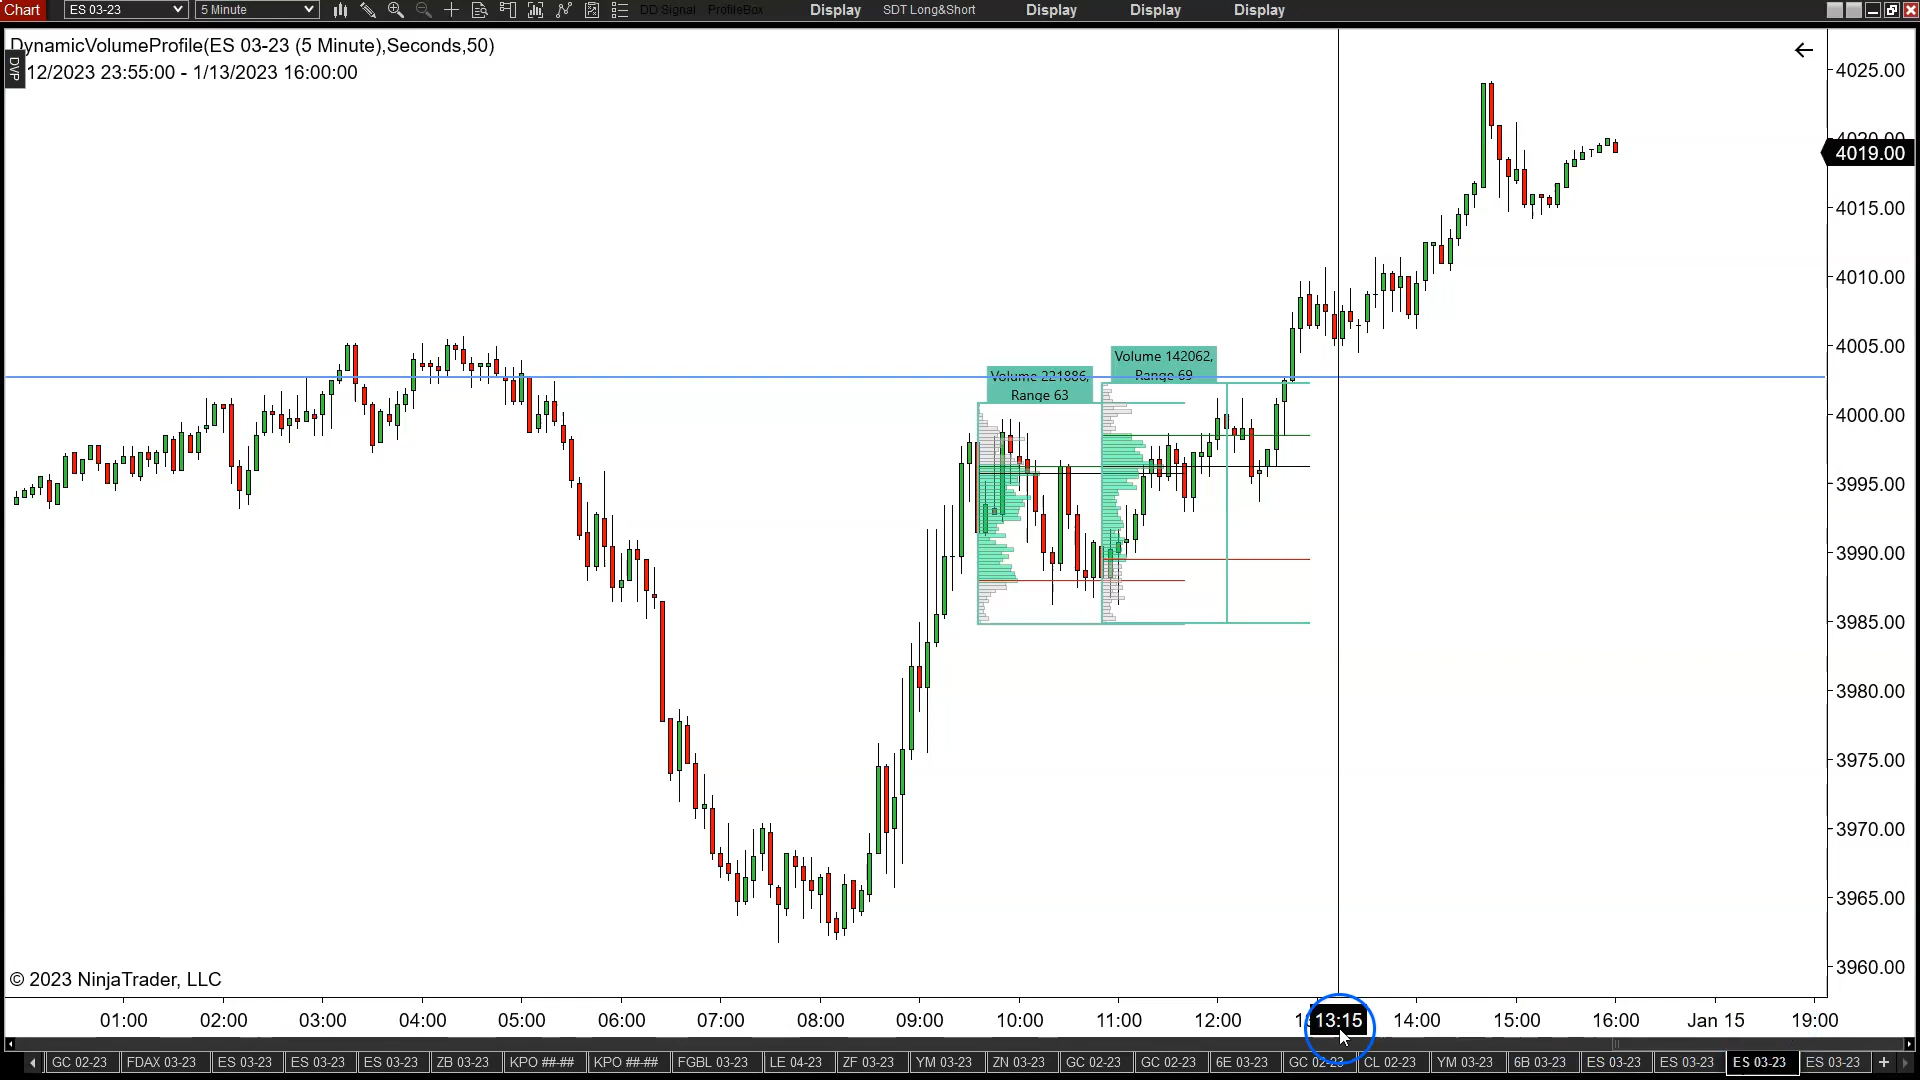 Chart ES 03-23 5 Minute DD Signal ProfileBox Display SDT Long&Short Display Display Display
DynamicVolumeProfile(ES 03-23 (5 Minute),Seconds,50)
DVP
12/2023 23:55:00 - 1/13/2023 16:00:00
4025.00
4020.00
4019.00
4015.00
4010.00
4005.00
4000.00
3995.00
3990.00
3985.00
3980.00
3975.00
3970.00
3965.00
3960.00
Volume 221886,
Range 63
Volume 142062,
Range 69
© 2023 NinjaTrader, LLC
01:00 02:00 03:00 04:00 05:00 06:00 07:00 08:00 09:00 10:00 11:00 12:00 13:15 14:00 15:00 16:00 Jan 15 19:00
GC 02-23 FDAX 03-23 ES 03-23 ES 03-23 ES 03-23 ZB 03-23 KPO ##-## KPO ##-## FGBL 03-23 LE 04-23 ZF 03-23 YM 03-23 ZN 03-23 GC 02-23 GC 02-23 6E 03-23 GC 02-23 CL 02-23 YM 03-23 6B 03-23 ES 03-23 ES 03-23 ES 03-23 ES 03-23 +